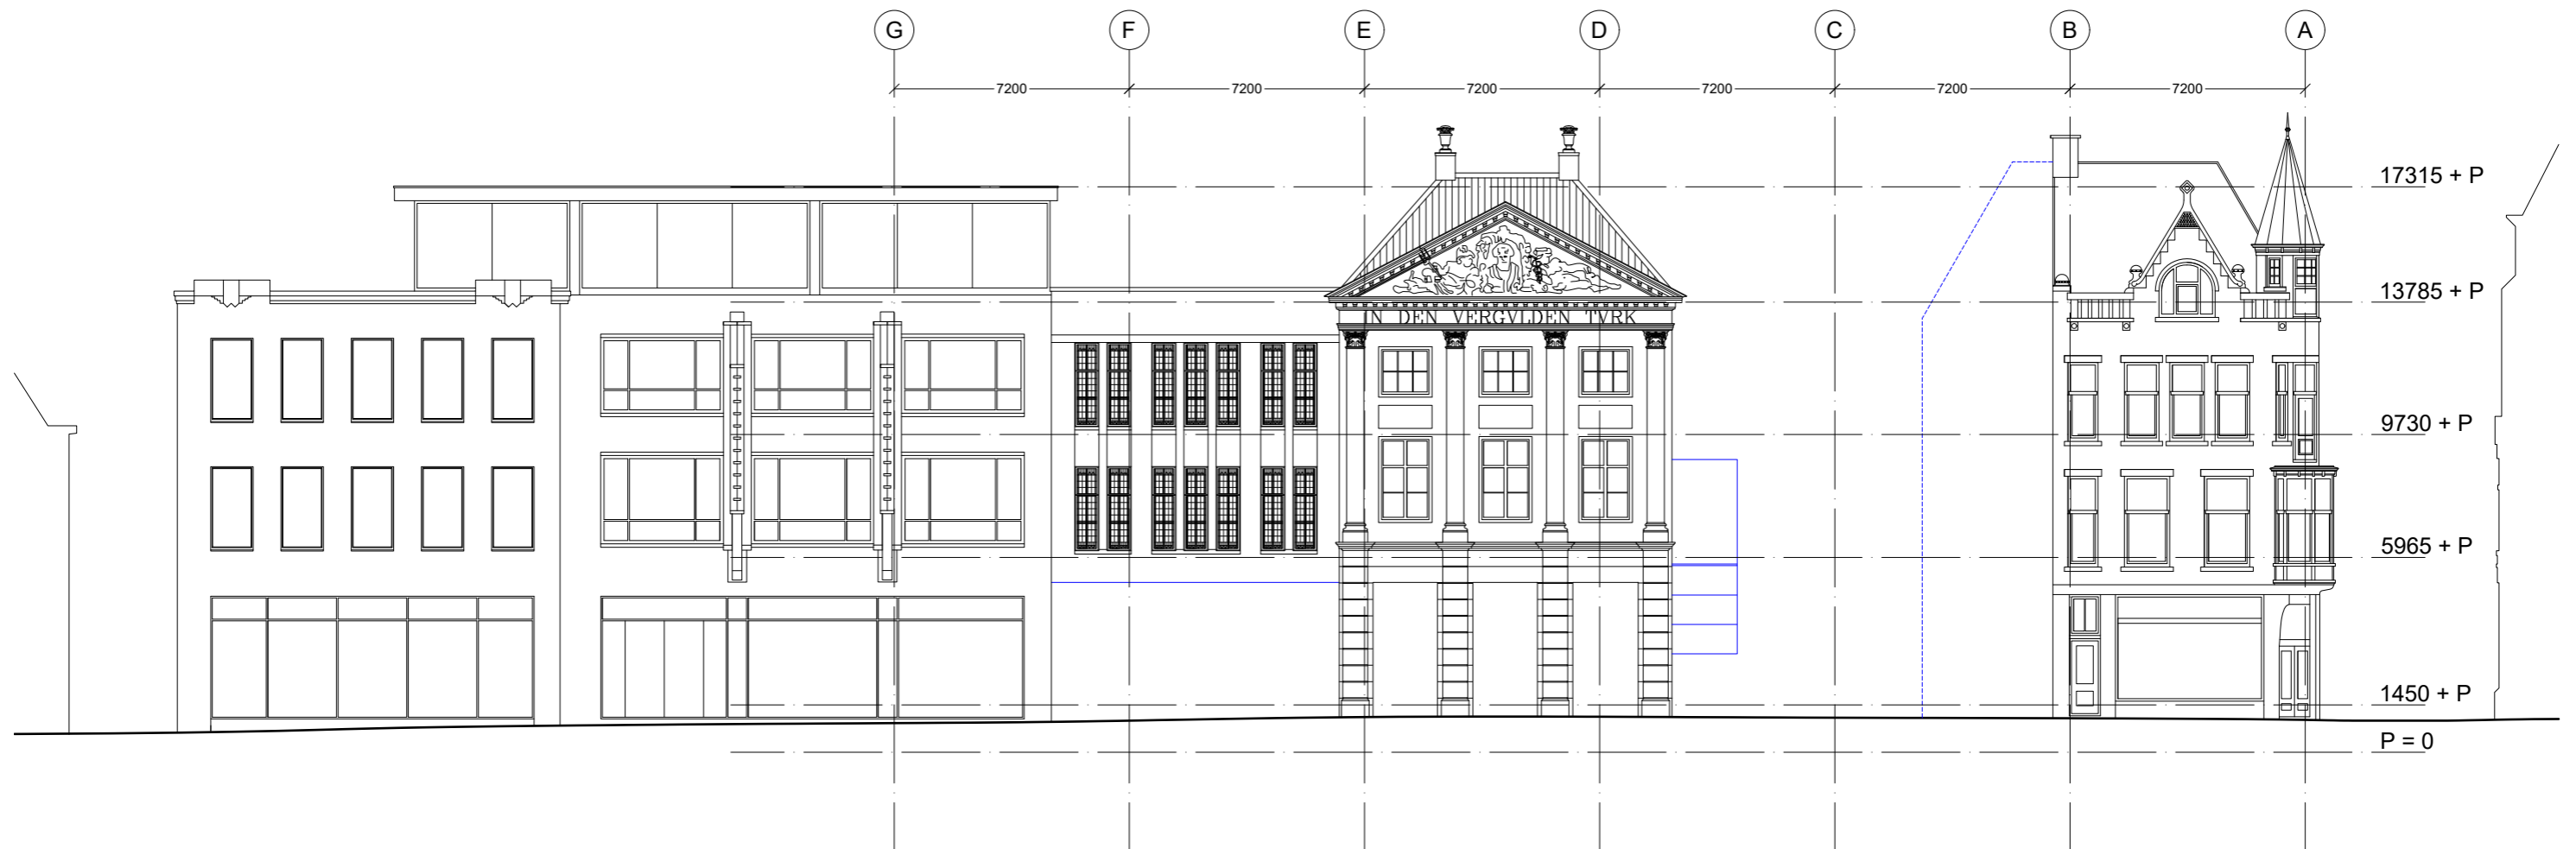 G F E D C B A
7200 7200 7200 7200 7200 7200
17315 + P
13785 + P
IN DEN VERGVLDEN TVRK
9730 + P
5965 + P
1450 + P
P = 0